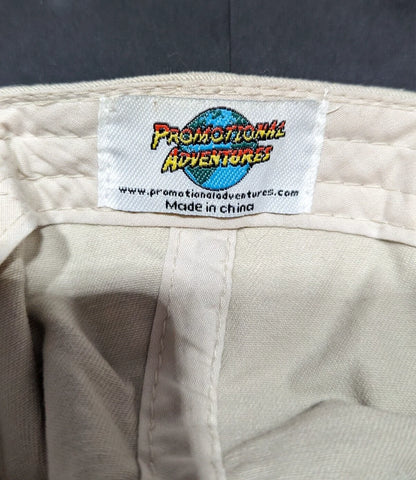 PROMOTIONAL
ADVENTURES
www.promotionaladventures.com
Made in china